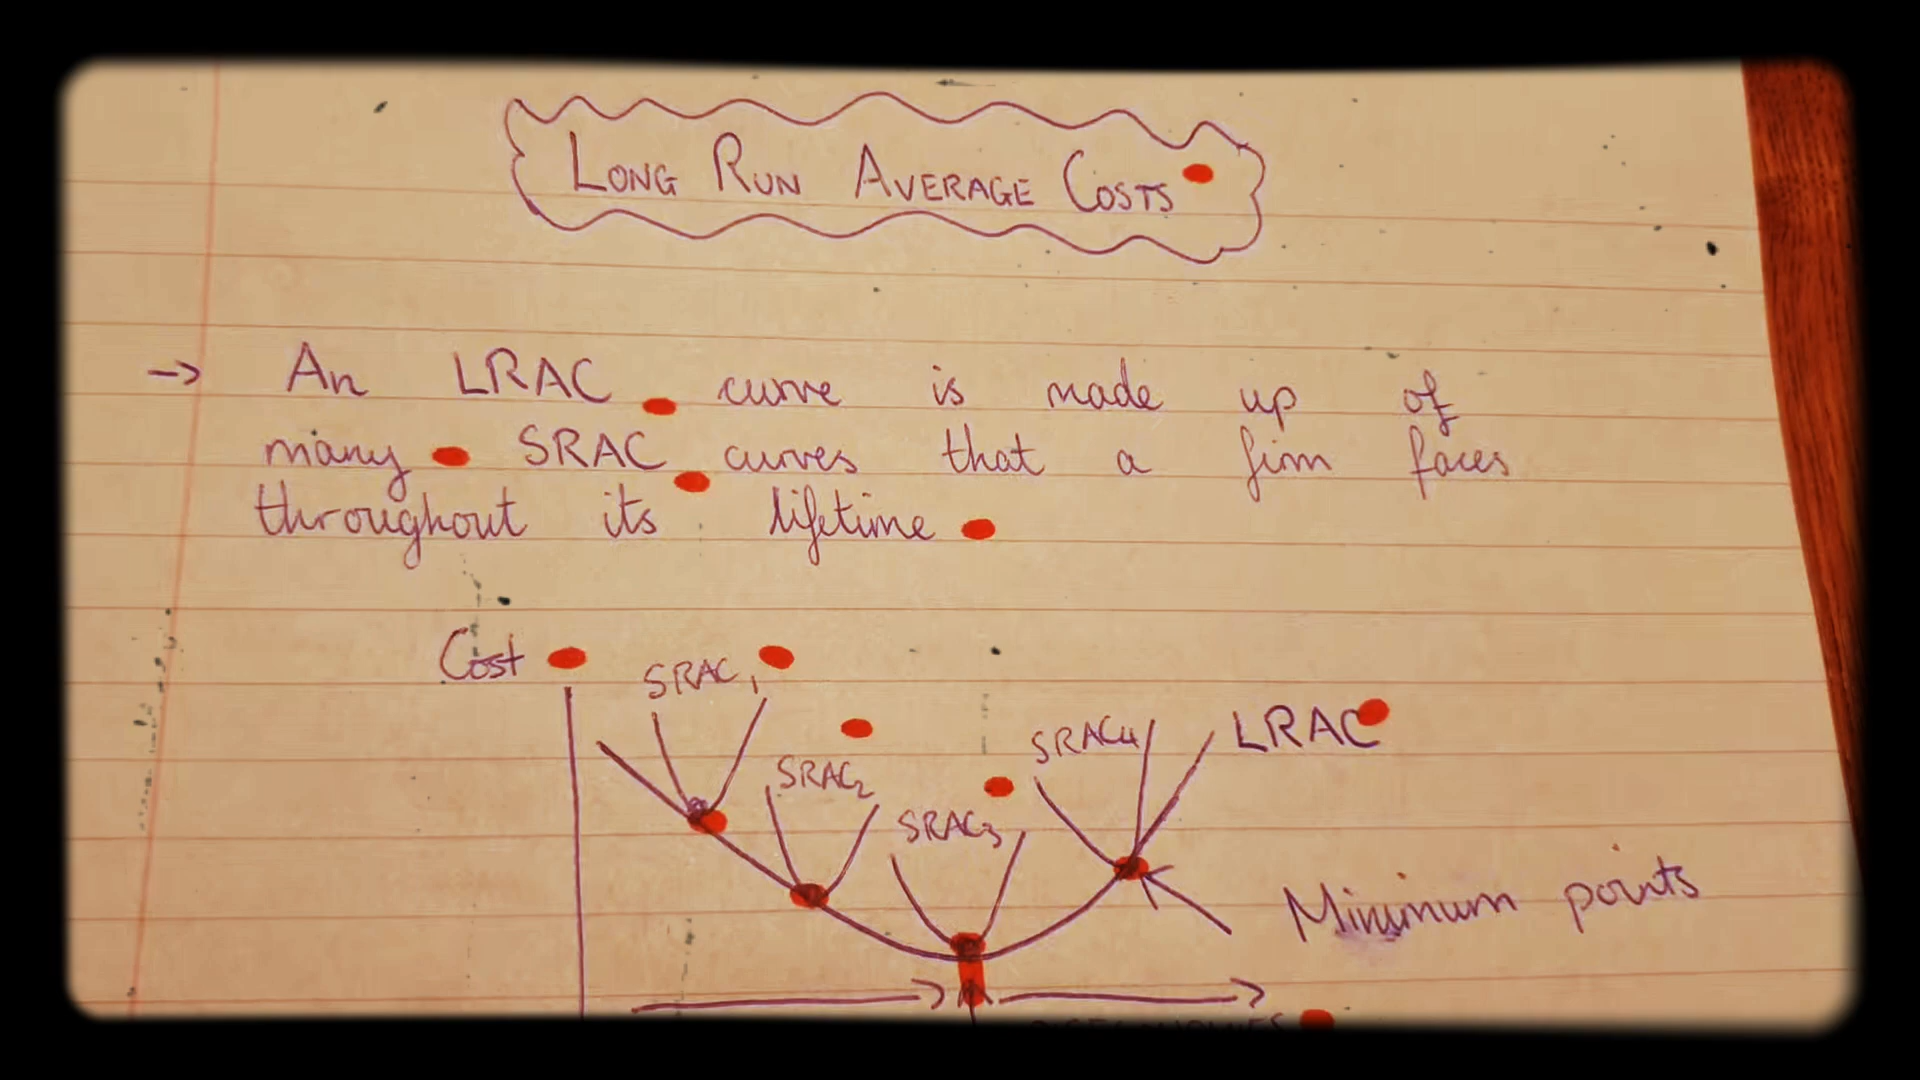 LONG RUN AVERAGE COSTS
→ An LRAC curve is made up of
many SRAC curves that a firm faces
throughout its lifetime
Cost
SRAC1
LRAC
SRAC4
SRAC2
SRAC3
Minimum points